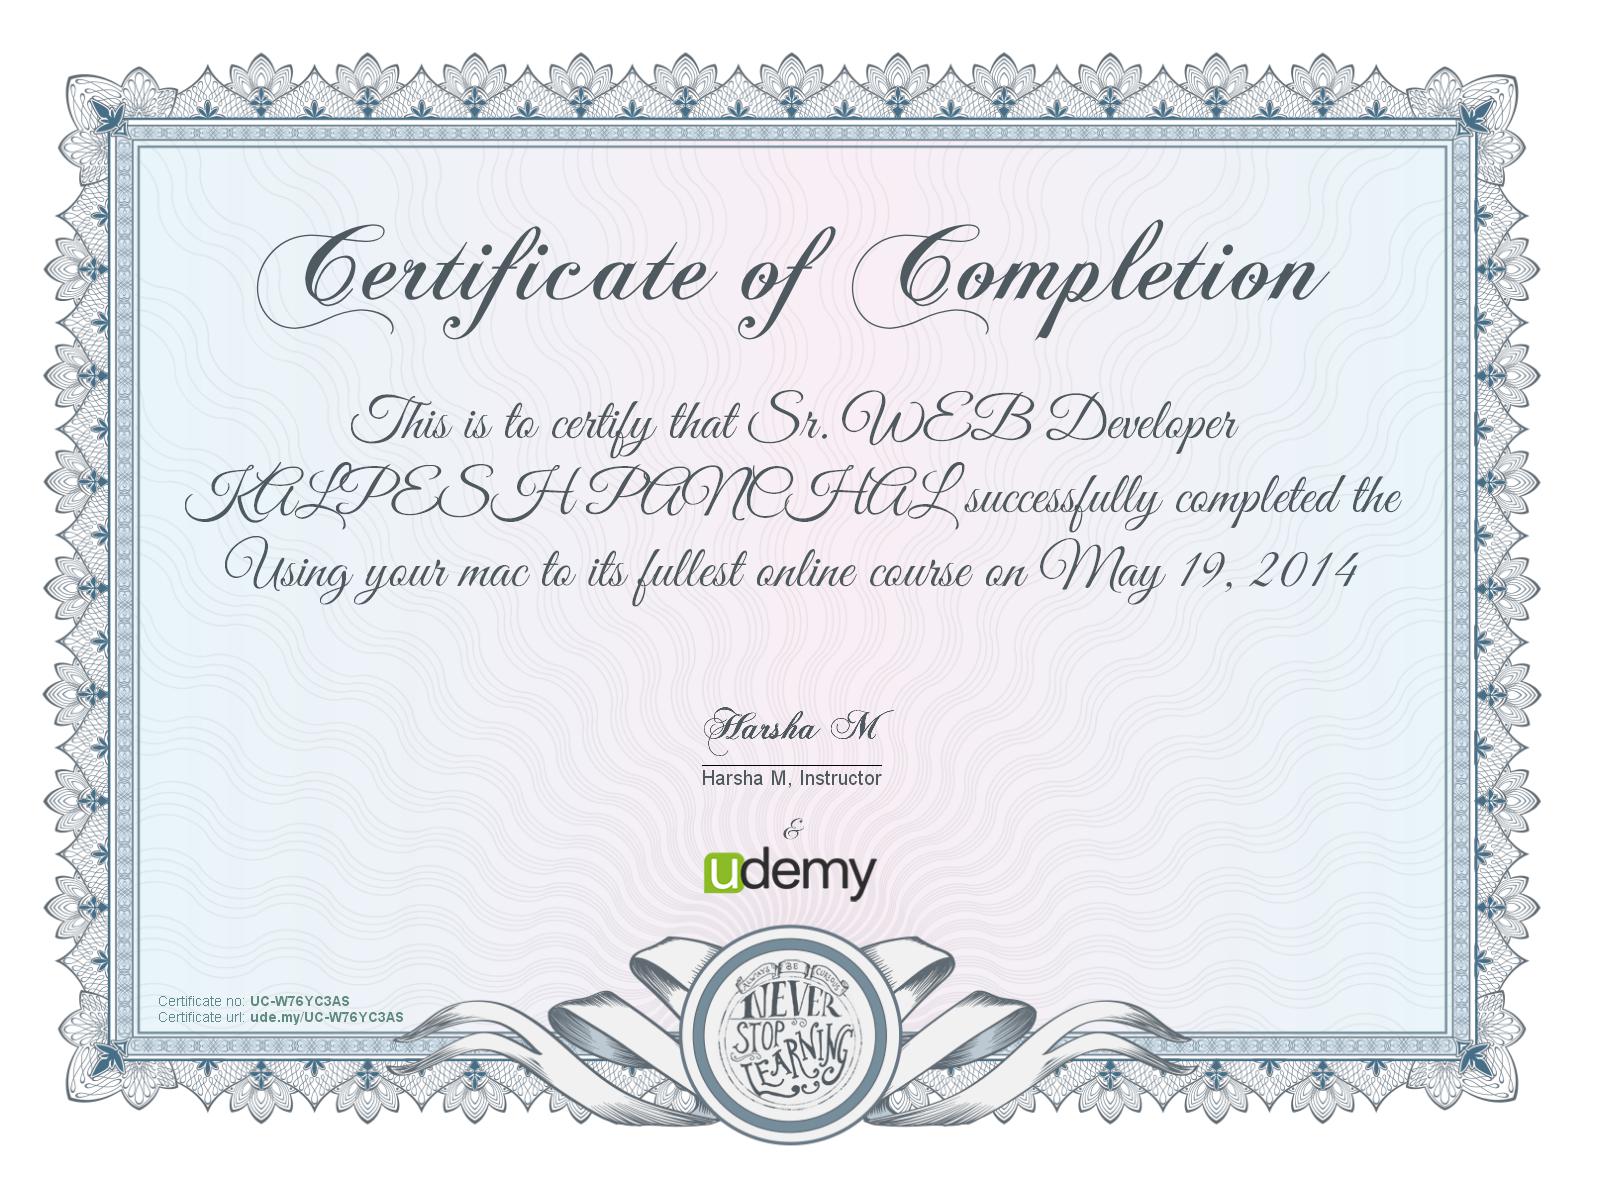 Certificate of Completion
This is to certify that Sr. WEB Developer
KALPESH PANCHAL successfully completed the
Using your mac to its fullest online course on May 19, 2014
Harsha M
Harsha M, Instructor
&
udemy
ALWAYS BE CURIOUS
NEVER
STOP
LEARNING
Certificate no: UC-W76YC3AS
Certificate url: ude.my/UC-W76YC3AS